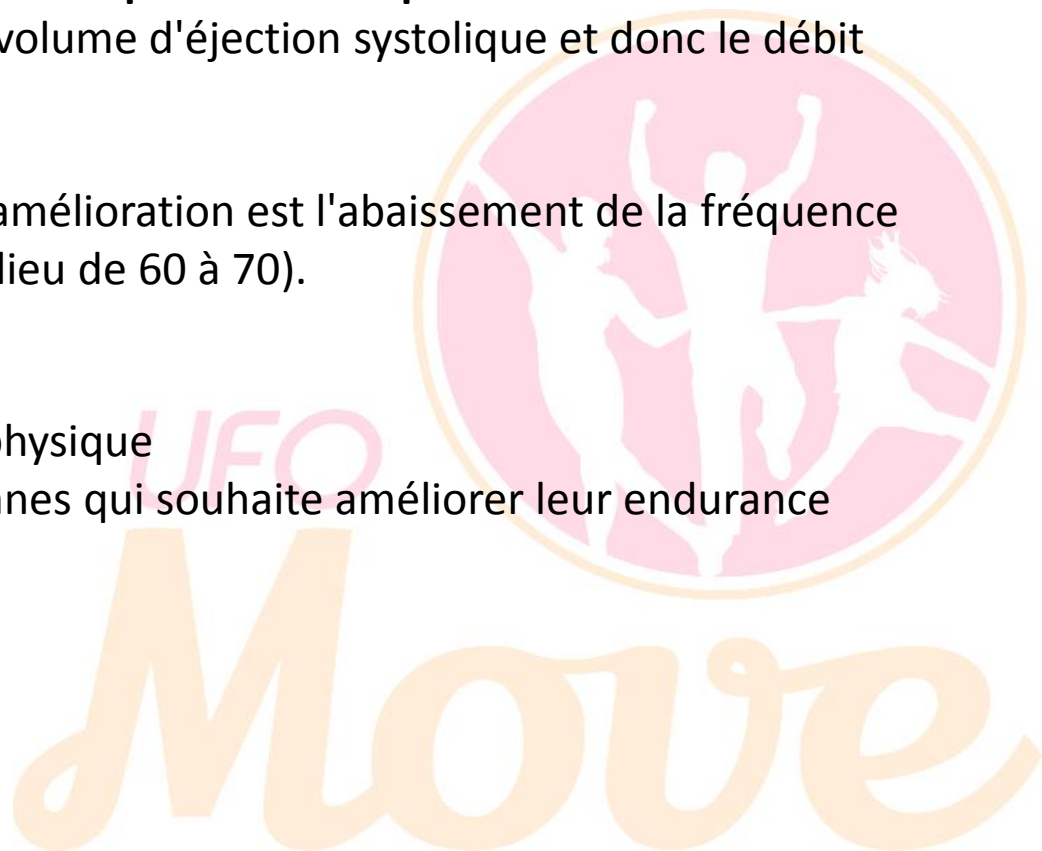 volume d'éjection systolique et donc le débit
amélioration est l'abaissement de la fréquence
lieu de 60 à 70).
physique
nes qui souhaite améliorer leur endurance
UFO
Move